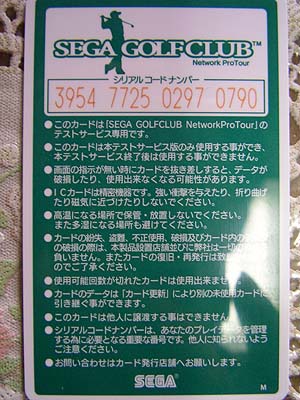 SEGA GOLFCLUB™
Network ProTour
シリアルコードナンバー
3954 7725 0297 0790
●このカードは「SEGA GOLFCLUB NetworkProTour」の
テストサービス専用です。
●このカードは本テストサービス版のみ使用する事ができ、
本テストサービス終了後は使用する事はできません。
●画面の指示が無い時にカードを抜き差しすると、データが
破損したり、使用出来なくなる可能性があります。
●ICカードは精密機器です。強い衝撃を与えたり、折り曲げ
たり磁気に近づけたりしないでください。
●高温になる場所で保管・放置しないでください。
また多湿になる場所も避けてください。
●カードの紛失、盗難、不正使用、破損及びカード内の
の破損の際は、本製品設置店舗並びに弊社は一切の
負いません。またカードの復旧・再発行は致
のでご了承ください。
●使用可能回数が切れたカードは使用出来ません。
●カードのデータは「カード更新」により別の未使用カードに
引き継ぐ事ができます。
●このカードは他人に譲渡する事はできません。
●シリアルコードナンバーは、あなたのプレイデータを管理
する為に必要となる重要な番号です。他人に知られないよう
ご注意ください。
●お問い合わせはカード発行店舗へお願いします。
SEGA
M